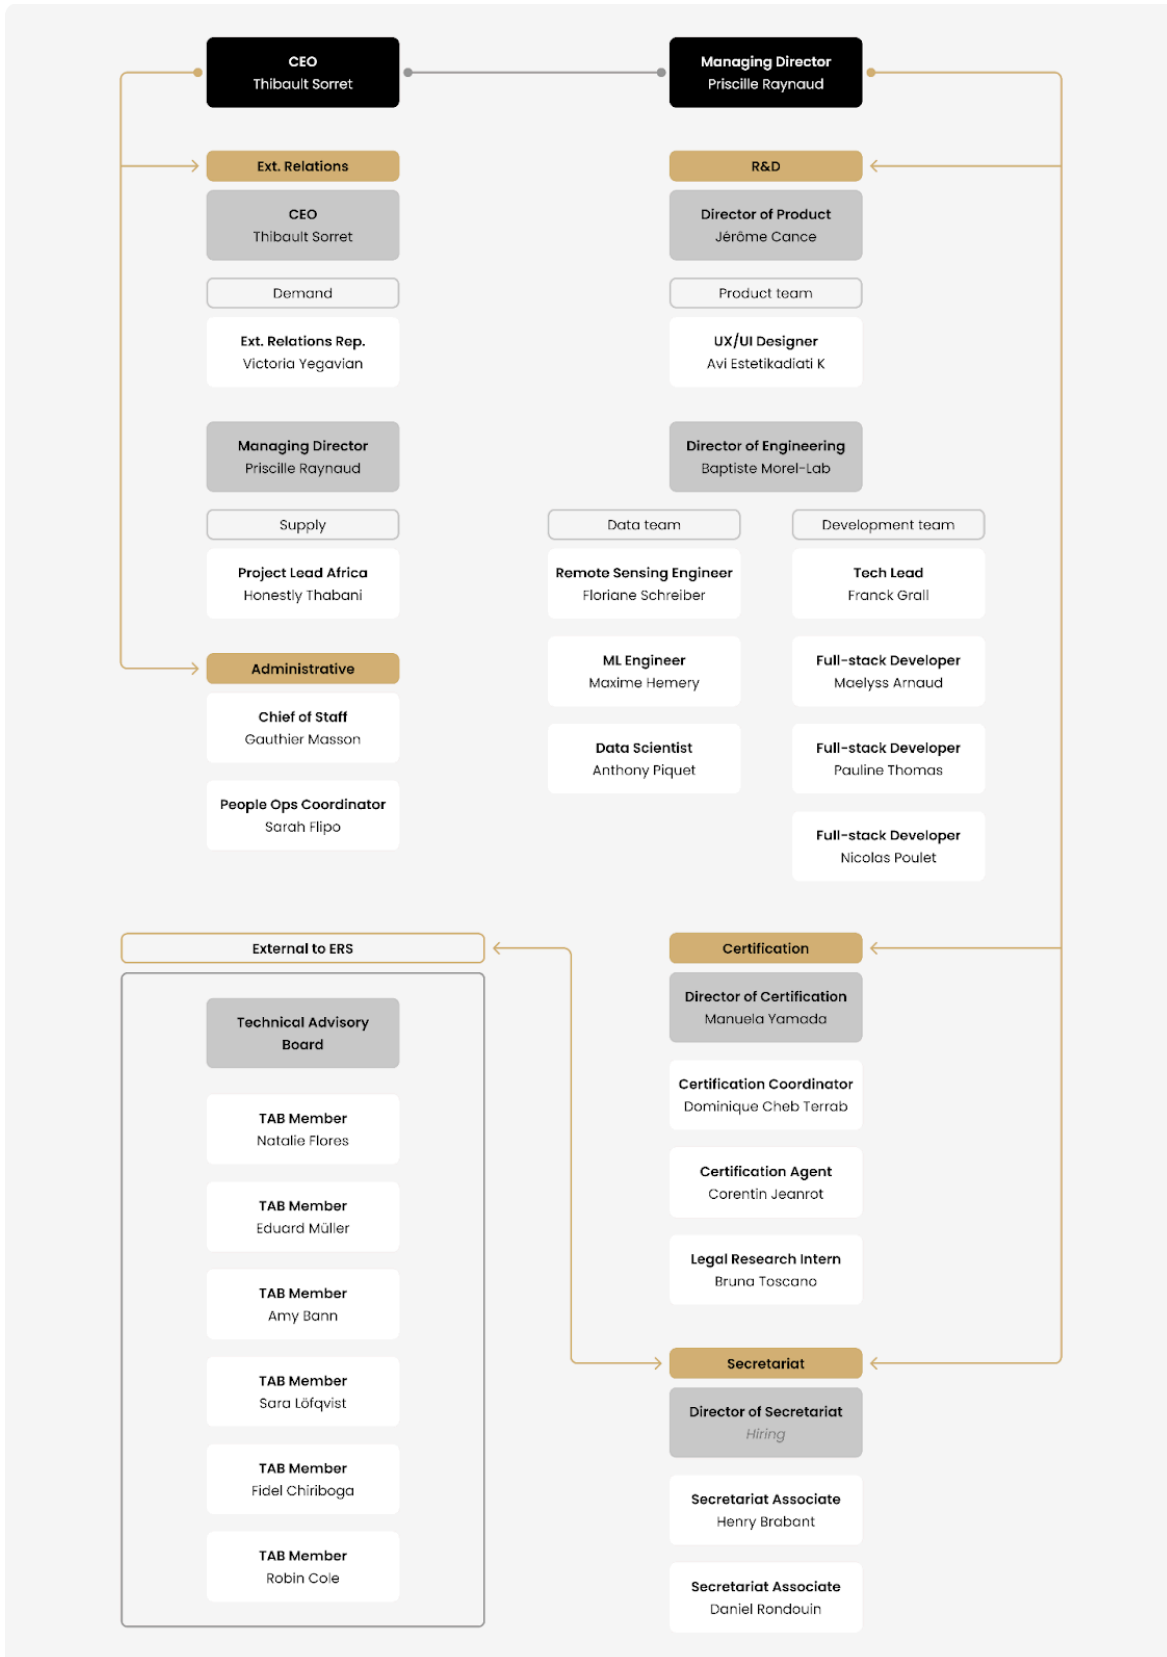 CEO
Thibault Sorret
Managing Director
Priscille Raynaud
Ext. Relations
CEO
Thibault Sorret
Demand
Ext. Relations Rep.
Victoria Yegavian
Managing Director
Priscille Raynaud
Supply
Project Lead Africa
Honestly Thabani
Administrative
Chief of Staff
Gauthier Masson
People Ops Coordinator
Sarah Flipo
R&D
Director of Product
Jérôme Cance
Product team
UX/UI Designer
Avi Estetikadiati K
Director of Engineering
Baptiste Morel-Lab
Data team
Remote Sensing Engineer
Floriane Schreiber
ML Engineer
Maxime Hemery
Data Scientist
Anthony Piquet
Development team
Tech Lead
Franck Grall
Full-stack Developer
Maelyss Arnaud
Full-stack Developer
Pauline Thomas
Full-stack Developer
Nicolas Poulet
External to ERS
Technical Advisory
Board
TAB Member
Natalie Flores
TAB Member
Eduard Müller
TAB Member
Amy Bann
TAB Member
Sara Löfqvist
TAB Member
Fidel Chiriboga
TAB Member
Robin Cole
Certification
Director of Certification
Manuela Yamada
Certification Coordinator
Dominique Cheb Terrab
Certification Agent
Corentin Jeanrot
Legal Research Intern
Bruna Toscano
Secretariat
Director of Secretariat
Hiring
Secretariat Associate
Henry Brabant
Secretariat Associate
Daniel Rondouin